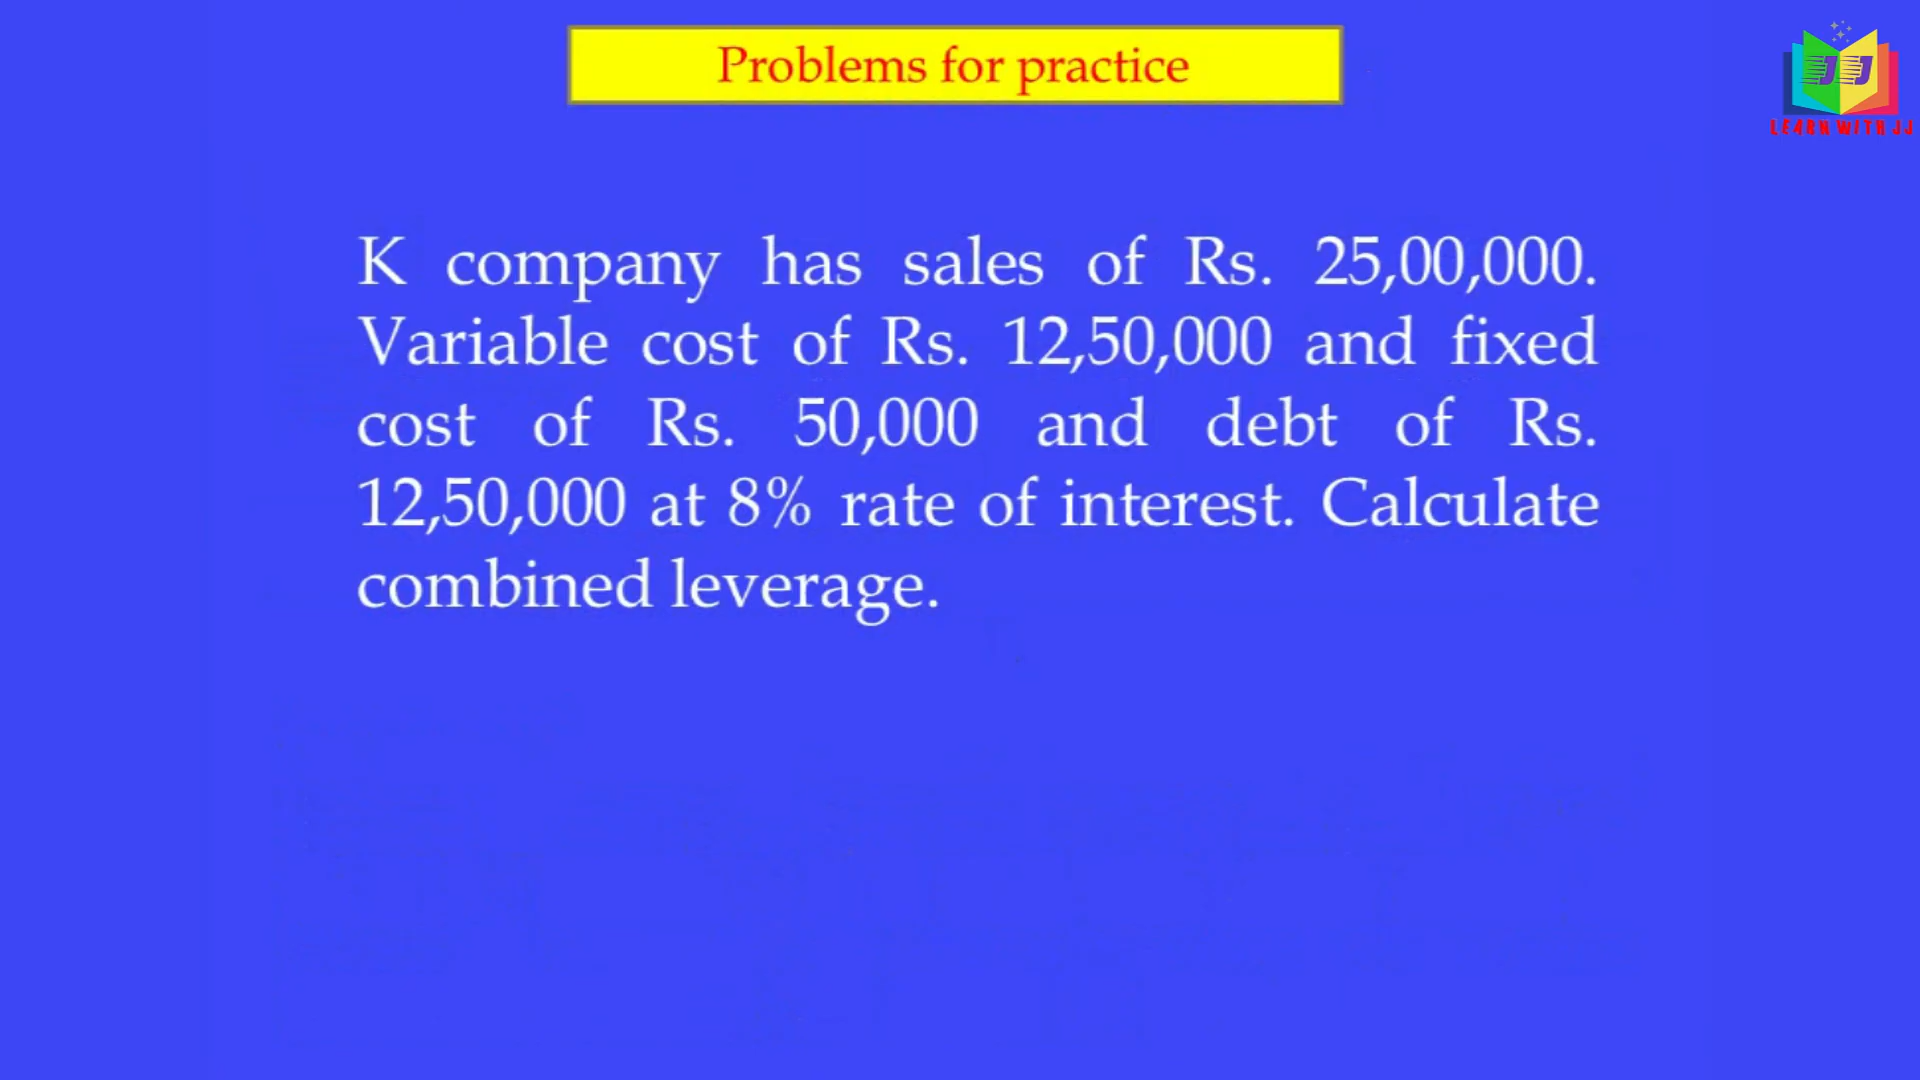 Problems for practice
JJ
LEARN WITH JJ
K company has sales of Rs. 25,00,000.
Variable cost of Rs. 12,50,000 and fixed
cost of Rs. 50,000 and debt of Rs.
12,50,000 at 8% rate of interest. Calculate
combined leverage.